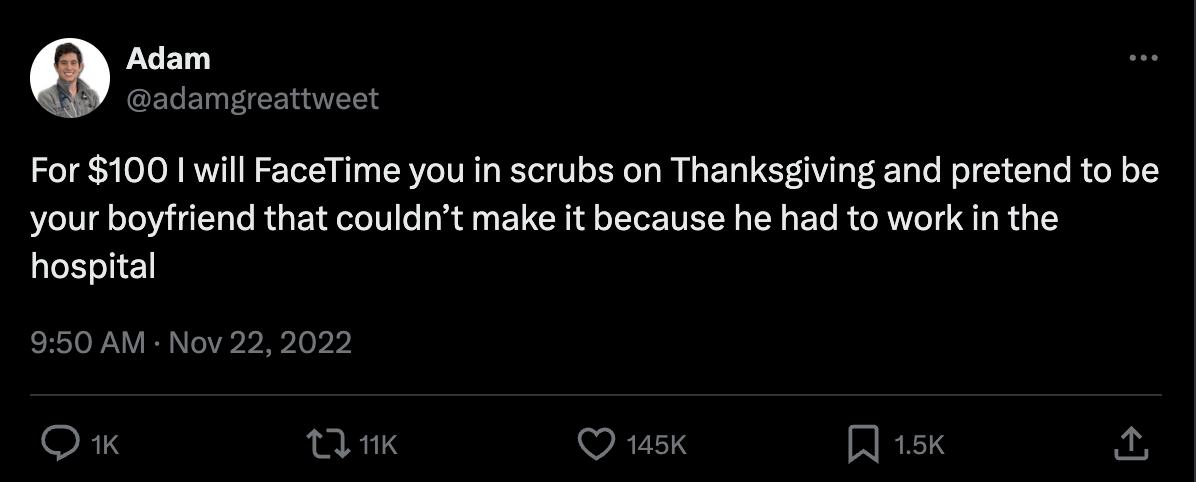 Adam
@adamgreattweet
For $100 I will FaceTime you in scrubs on Thanksgiving and pretend to be
your boyfriend that couldn’t make it because he had to work in the
hospital
9:50 AM · Nov 22, 2022
1K 11K 145K 1.5K